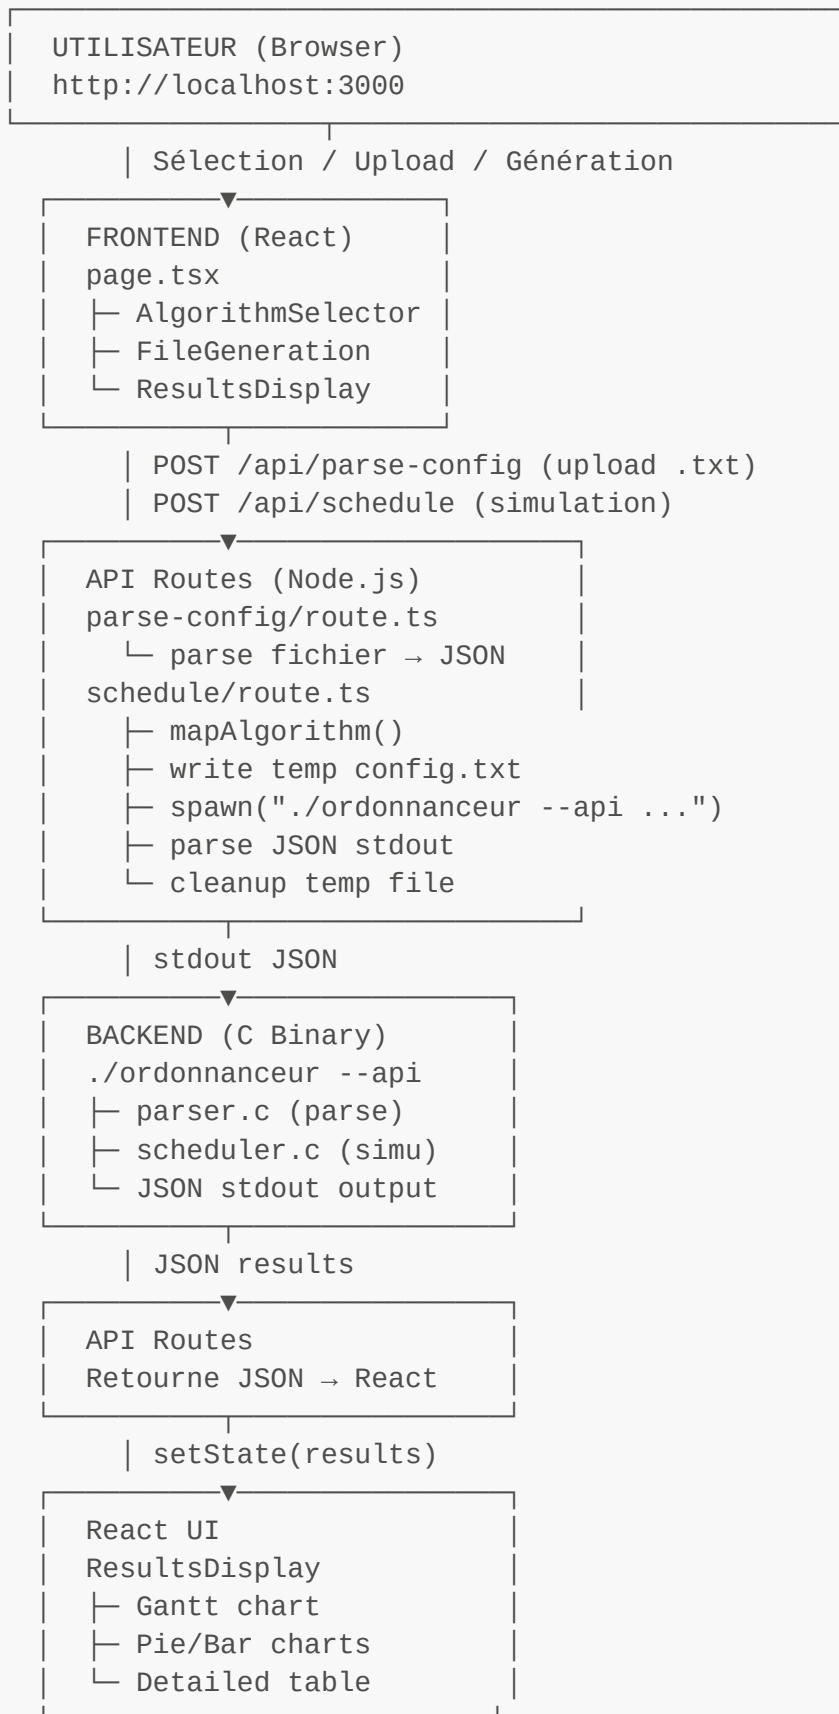 UTILISATEUR (Browser)
http://localhost:3000
│ Sélection / Upload / Génération
FRONTEND (React)
page.tsx
├─ AlgorithmSelector
├─ FileGeneration
└─ ResultsDisplay
│ POST /api/parse-config (upload .txt)
│ POST /api/schedule (simulation)
API Routes (Node.js)
parse-config/route.ts
└─ parse fichier → JSON
schedule/route.ts
├─ mapAlgorithm()
├─ write temp config.txt
├─ spawn("./ordonnanceur --api ...")
├─ parse JSON stdout
└─ cleanup temp file
│ stdout JSON
BACKEND (C Binary)
./ordonnanceur --api
├─ parser.c (parse)
├─ scheduler.c (simu)
└─ JSON stdout output
│ JSON results
API Routes
Retourne JSON → React
│ setState(results)
React UI
ResultsDisplay
├─ Gantt chart
├─ Pie/Bar charts
└─ Detailed table